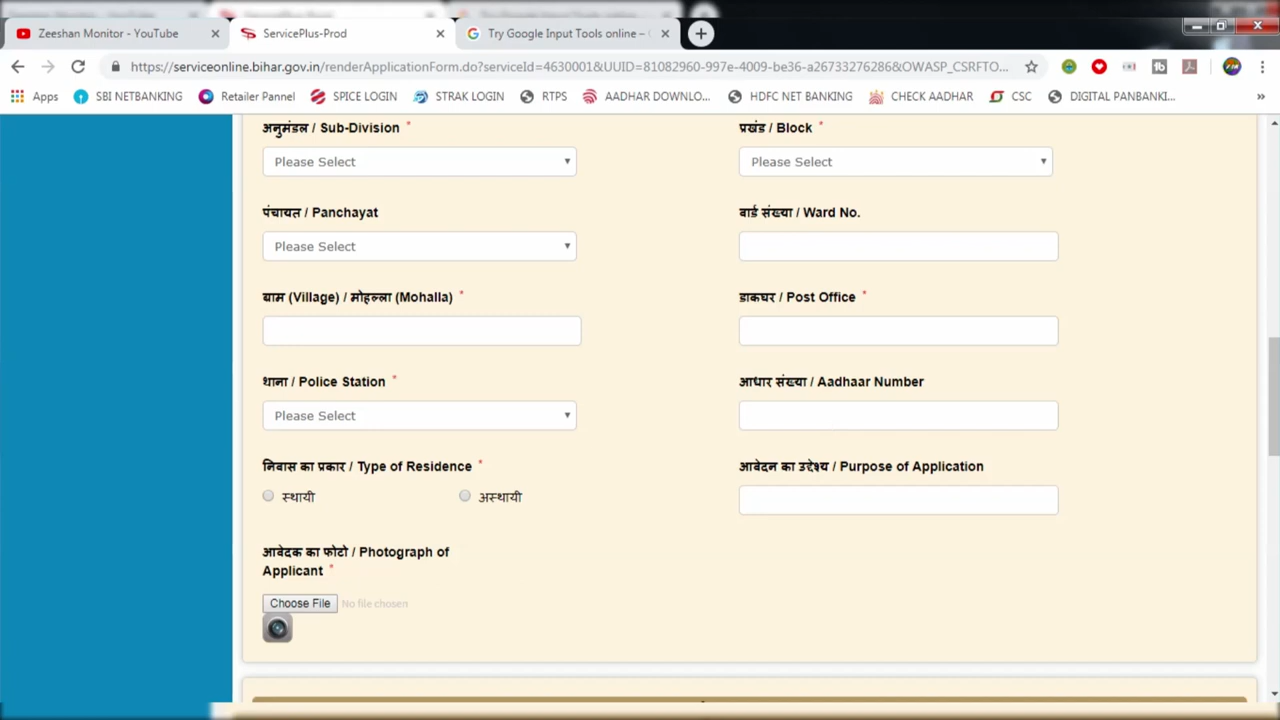 Zeeshan Monitor - YouTube
ServicePlus-Prod
Try Google Input Tools online –
https://serviceonline.bihar.gov.in/renderApplicationForm.do?serviceId=4630001&UUID=81082960-997e-4009-be36-a26733276286&OWASP_CSRFTO...
Apps SBI NETBANKING Retailer Pannel SPICE LOGIN STRAK LOGIN RTPS AADHAR DOWNLO... HDFC NET BANKING CHECK AADHAR CSC DIGITAL PANBANKI... »
अनुमंडल / Sub-Division * प्रखंड / Block *
Please Select Please Select
पंचायत / Panchayat वार्ड संख्या / Ward No.
Please Select
ग्राम (Village) / मोहल्ला (Mohalla) * डाकघर / Post Office *
थाना / Police Station * आधार संख्या / Aadhaar Number
Please Select
निवास का प्रकार / Type of Residence * आवेदन का उद्देश्य / Purpose of Application
स्थायी अस्थायी
आवेदक का फोटो / Photograph of
Applicant *
Choose File No file chosen